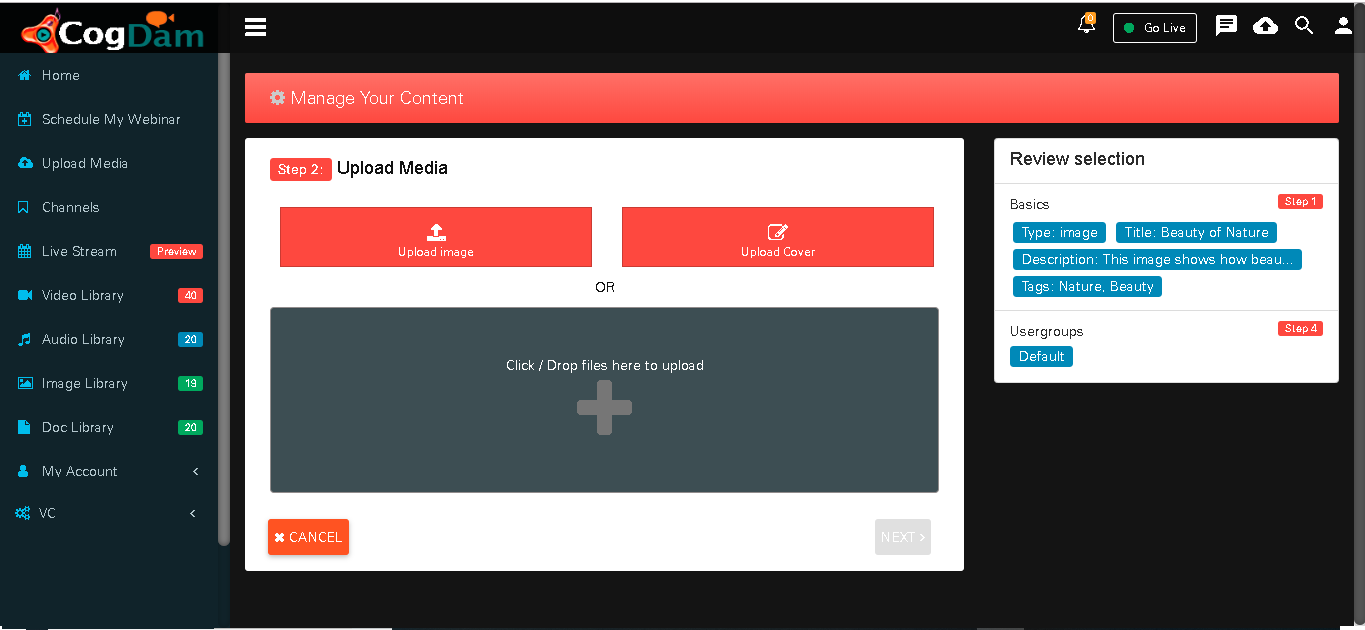 CogDam
0
Go Live
Home
Schedule My Webinar
Upload Media
Channels
Live Stream Preview
Video Library 40
Audio Library 20
Image Library 19
Doc Library 20
My Account
VC
Manage Your Content
Step 2: Upload Media
Upload image
Upload Cover
OR
Click / Drop files here to upload
CANCEL
NEXT
Review selection
Basics Step 1
Type: image Title: Beauty of Nature
Description: This image shows how beau...
Tags: Nature, Beauty
Usergroups Step 4
Default